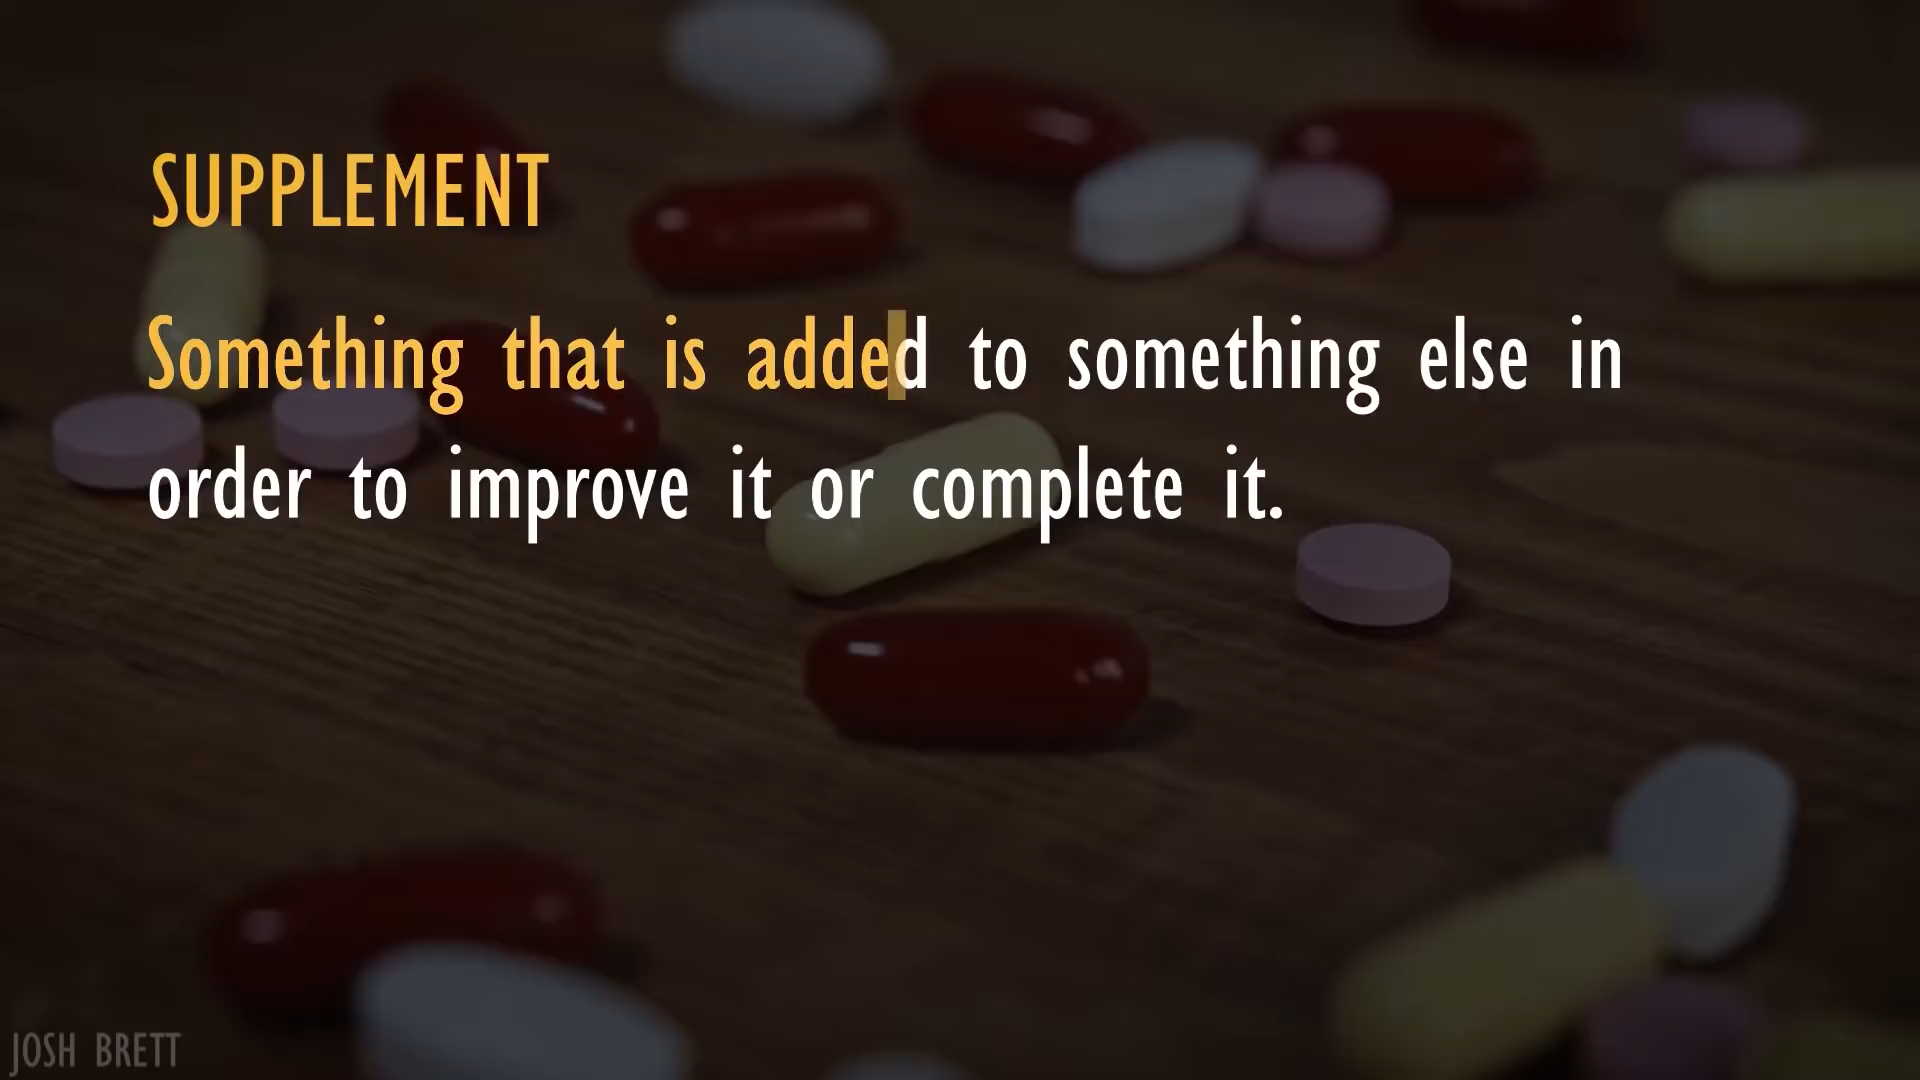 SUPPLEMENT
Something that is added to something else in
order to improve it or complete it.
JOSH BRETT